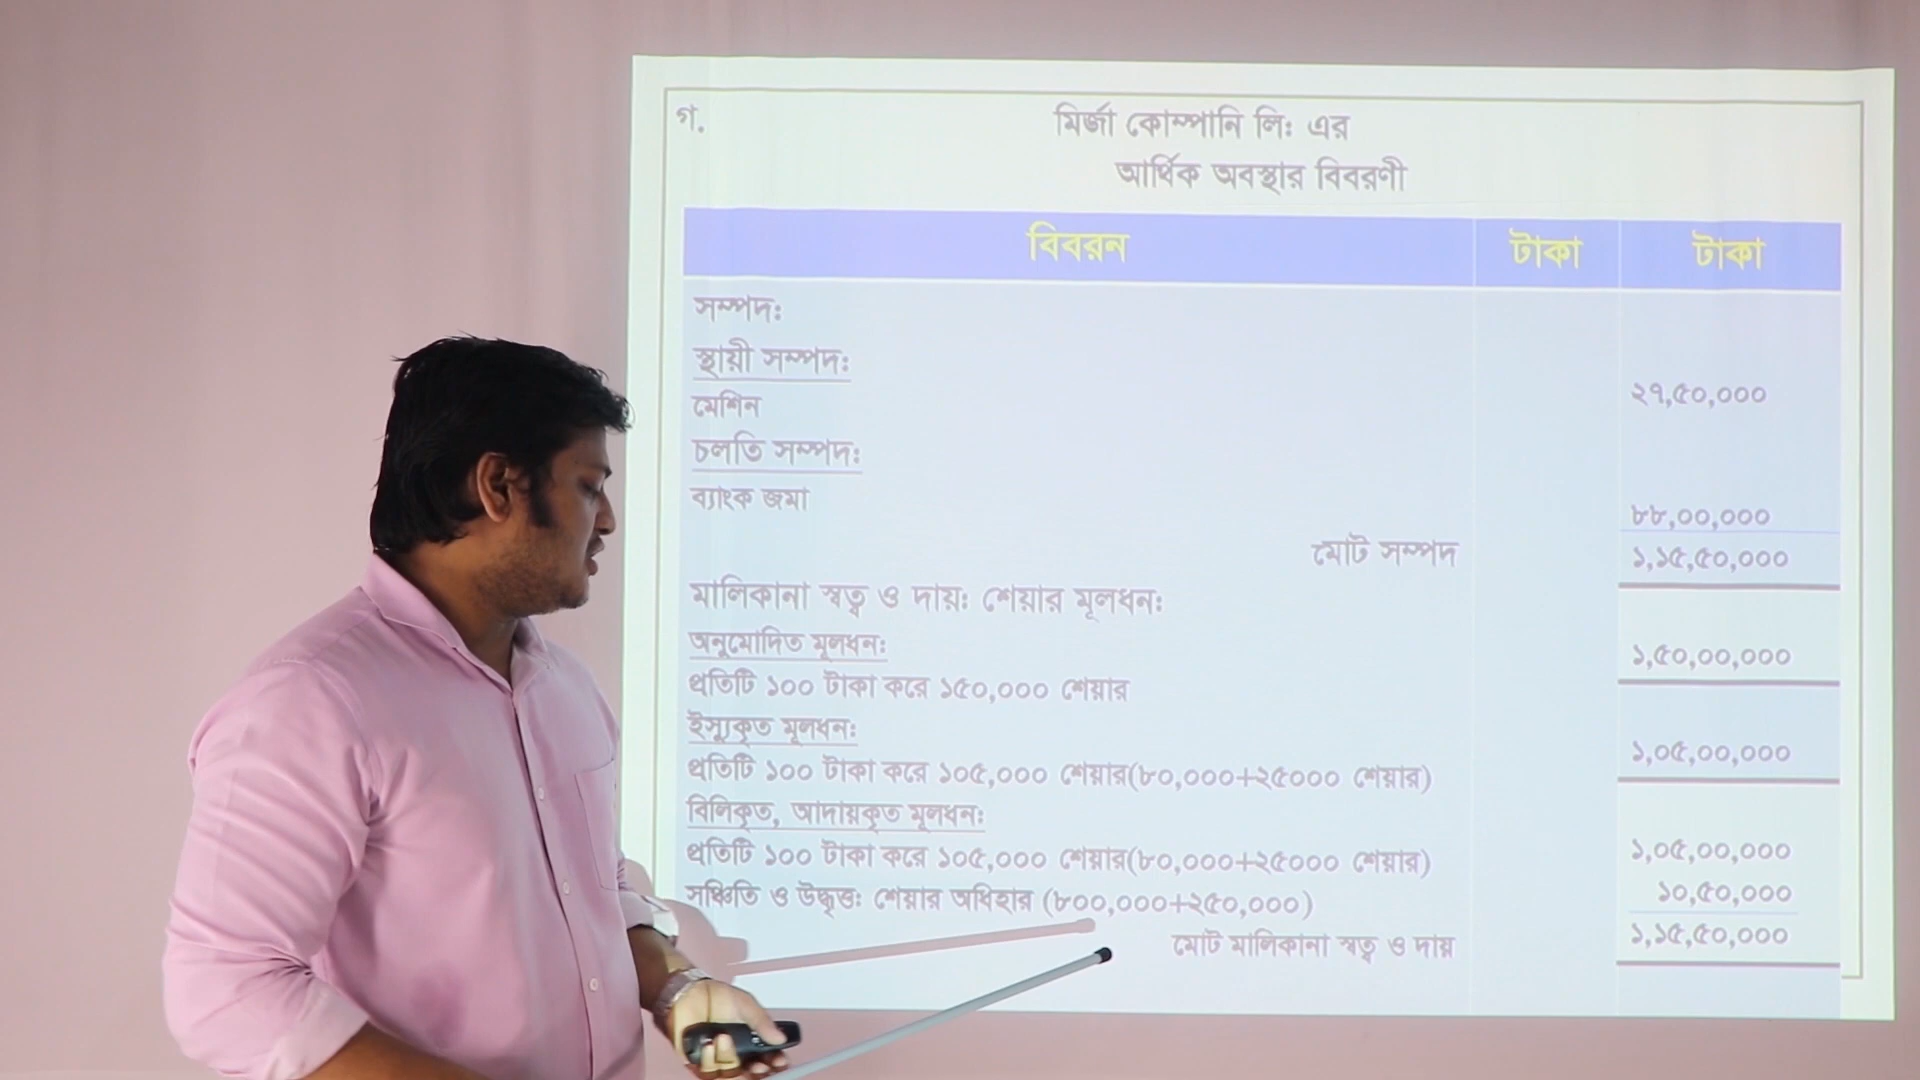 গ.
মির্জা কোম্পানি লি: এর
আর্থিক অবস্থার বিবরণী
বিবরন টাকা টাকা
সম্পদ:
স্থায়ী সম্পদ:
মেশিন ২৭,৫০,০০০
চলতি সম্পদ:
ব্যাংক জমা ৮৮,০০,০০০
মোট সম্পদ ১,১৫,৫০,০০০
মালিকানা স্বত্ব ও দায়: শেয়ার মূলধন:
অনুমোদিত মূলধন:
প্রতিটি ১০০ টাকা করে ১৫০,০০০ শেয়ার ১,৫০,০০,০০০
ইস্যুকৃত মূলধন:
প্রতিটি ১০০ টাকা করে ১০৫,০০০ শেয়ার(৮০,০০০+২৫০০০ শেয়ার) ১,০৫,০০,০০০
বিলিকৃত, আদায়কৃত মূলধন:
প্রতিটি ১০০ টাকা করে ১০৫,০০০ শেয়ার(৮০,০০০+২৫০০০ শেয়ার) ১,০৫,০০,০০০
সঞ্চিতি ও উদ্ধৃত্ত: শেয়ার অধিহার (৮০০,০০০+২৫০,০০০) ১০,৫০,০০০
মোট মালিকানা স্বত্ব ও দায় ১,১৫,৫০,০০০